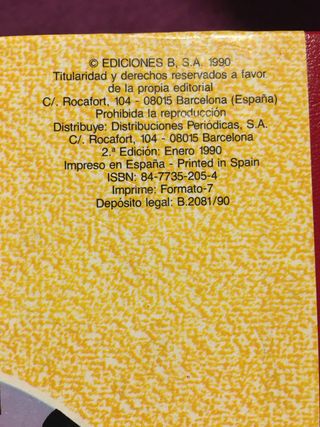 © EDICIONES B, S.A. 1990
Titularidad y derechos reservados a favor
de la propia editorial
C/. Rocafort, 104 - 08015 Barcelona (España)
Prohibida la reproducción
Distribuye: Distribuciones Periódicas, S.A.
C/. Rocafort, 104 - 08015 Barcelona
2.ª Edición: Enero 1990
Impreso en España - Printed in Spain
ISBN: 84-7735-205-4
Imprime: Formato-7
Depósito legal: B.2081/90